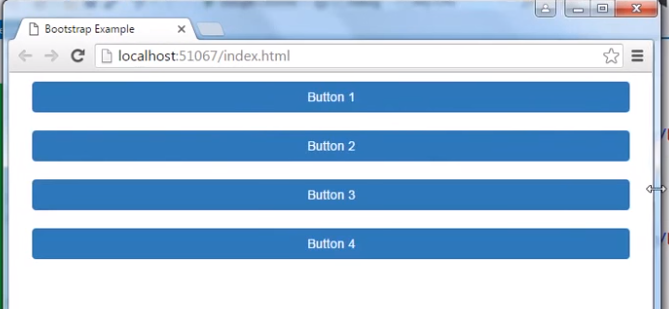 Bootstrap Example
localhost:51067/index.html
Button 1
Button 2
Button 3
Button 4